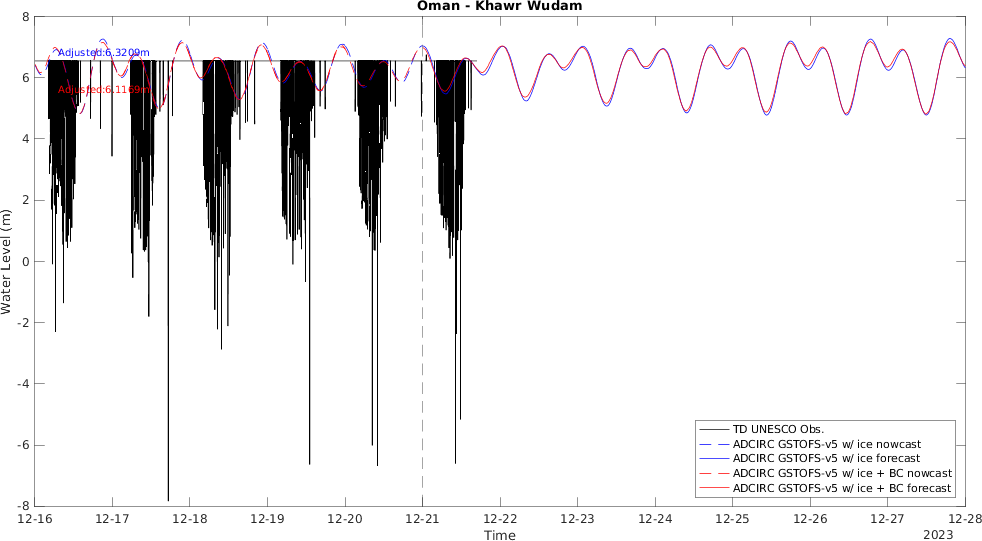 Oman - Khawr Wudam
8
6
4
2
0
-2
-4
-6
-8
Water Level (m)
Adjusted:6.3209m
Adjusted:6.1169m
TD UNESCO Obs.
ADCIRC GSTOFS-v5 w/ ice nowcast
ADCIRC GSTOFS-v5 w/ ice forecast
ADCIRC GSTOFS-v5 w/ ice + BC nowcast
ADCIRC GSTOFS-v5 w/ ice + BC forecast
12-16 12-17 12-18 12-19 12-20 12-21 12-22 12-23 12-24 12-25 12-26 12-27 12-28
Time
2023